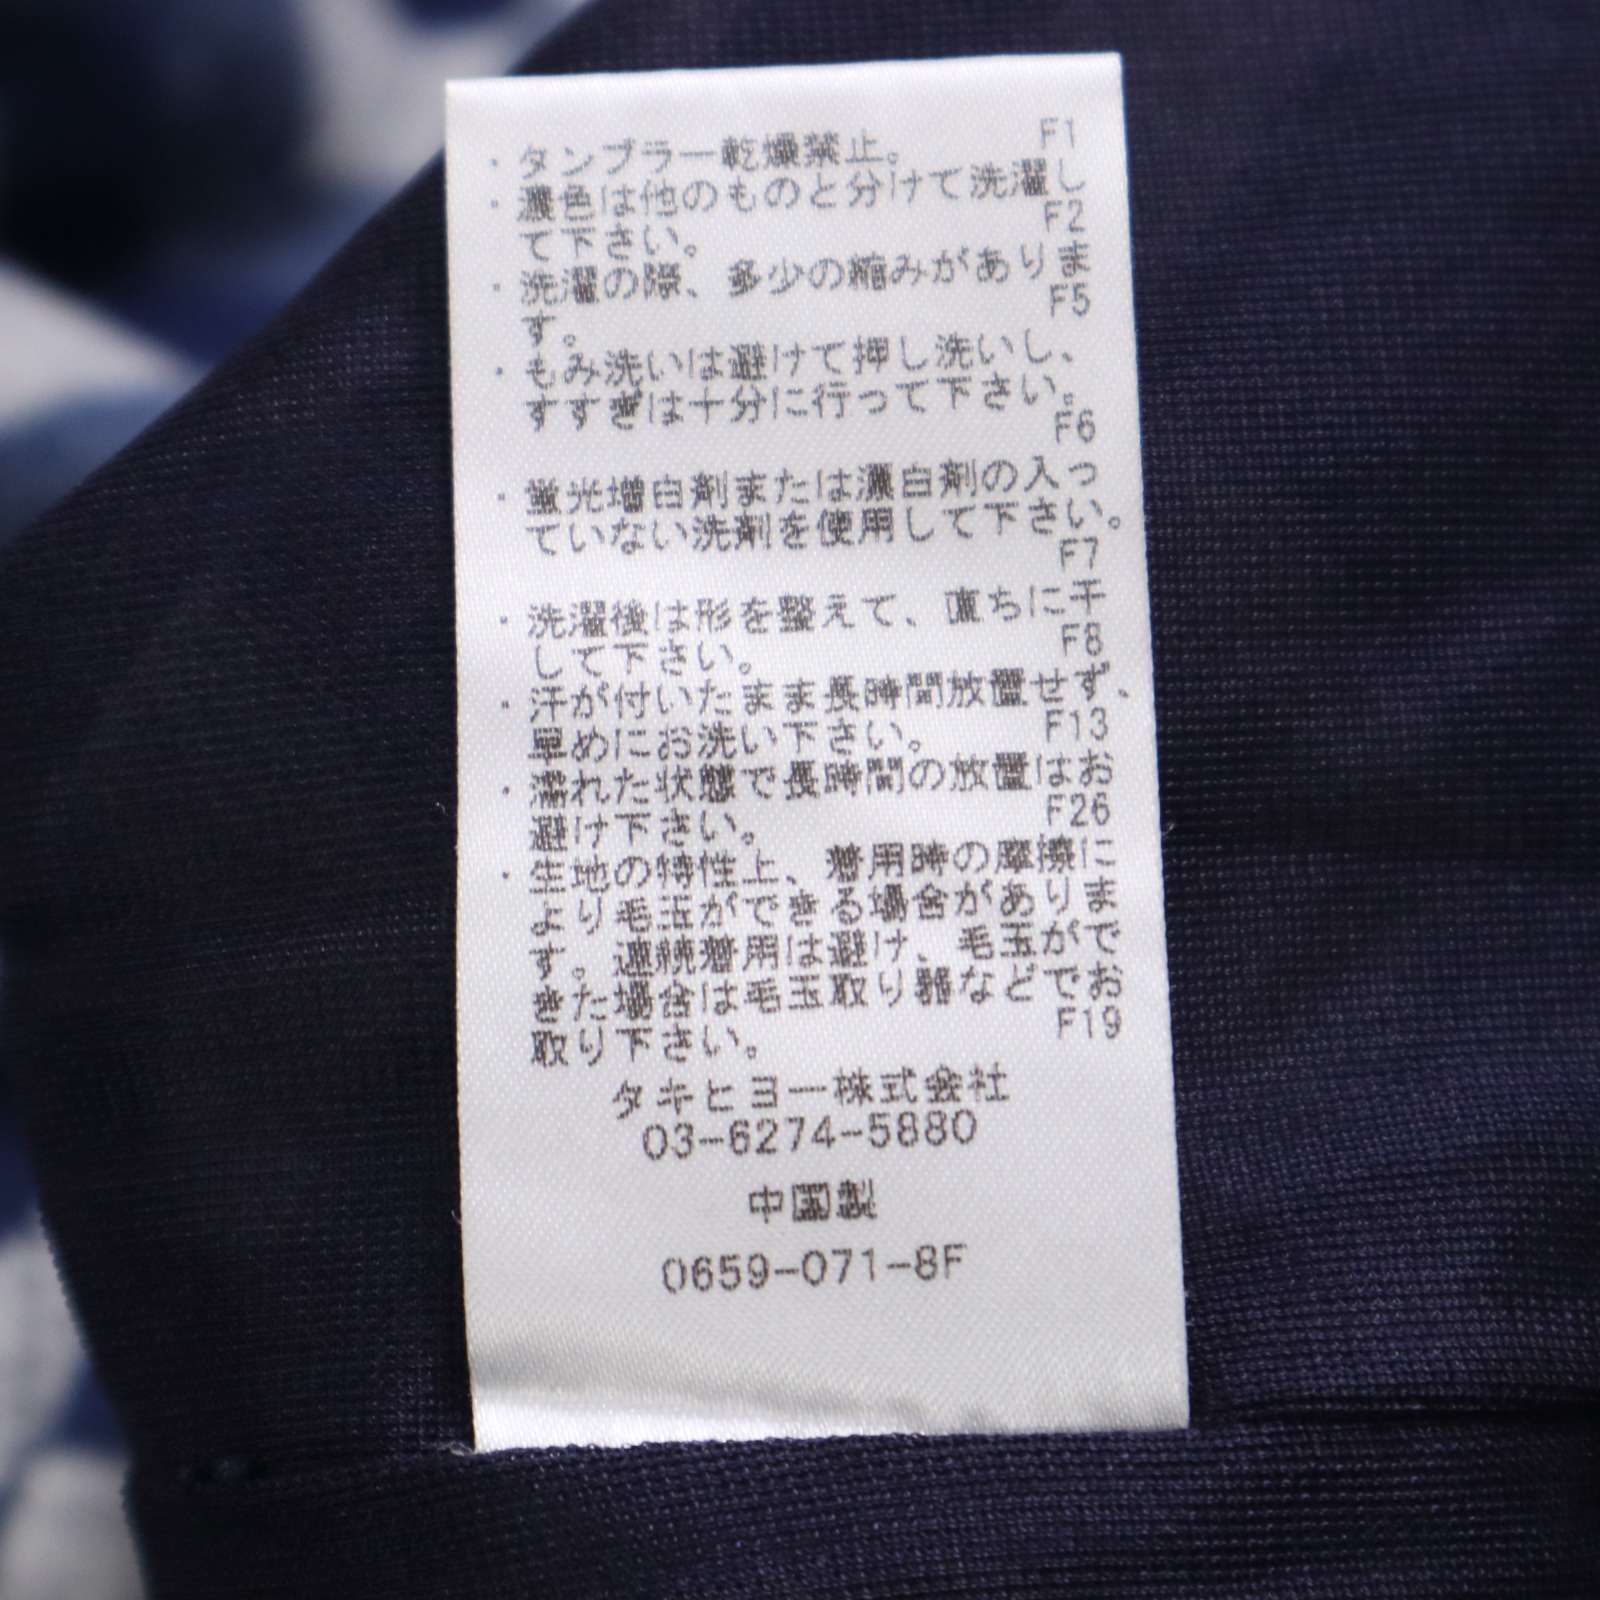 ・タンブラー乾燥禁止。 F1
・濃色は他のものと分けて洗濯し
て下さい。 F2
・洗濯の際、多少の縮みがありま
す。 F5
・もみ洗いは避けて押し洗いし、
すすぎは十分に行って下さい。
F6
・蛍光増白剤または漂白剤の入っ
ていない洗剤を使用して下さい。
F7
・洗濯後は形を整えて、直ちに干
して下さい。 F8
・汗が付いたまま長時間放置せず、
早めにお洗い下さい。 F13
・濡れた状態で長時間の放置はお
避け下さい。 F26
・生地の特性上、着用時の摩擦に
より毛玉ができる場合がありま
す。連続着用は避け、毛玉がで
きた場合は毛玉取り器などでお
取り下さい。 F19
タキヒヨー株式会社
03-6274-5880
中国製
0659-071-8F